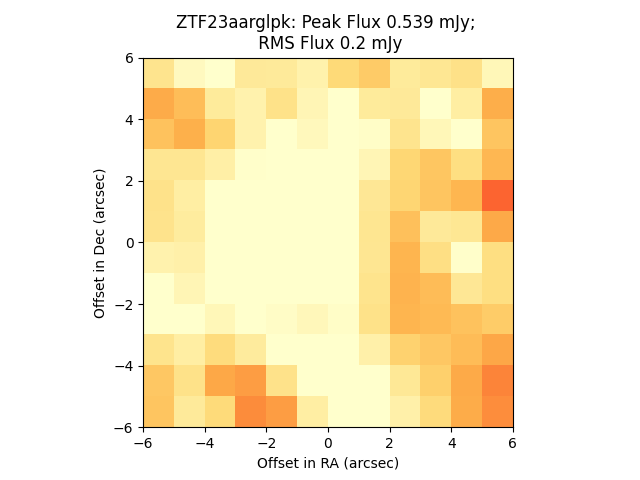 ZTF23aarglpk: Peak Flux 0.539 mJy;
RMS Flux 0.2 mJy
6
4
2
0
−2
−4
−6
Offset in Dec (arcsec)
−6 −4 −2 0 2 4 6
Offset in RA (arcsec)